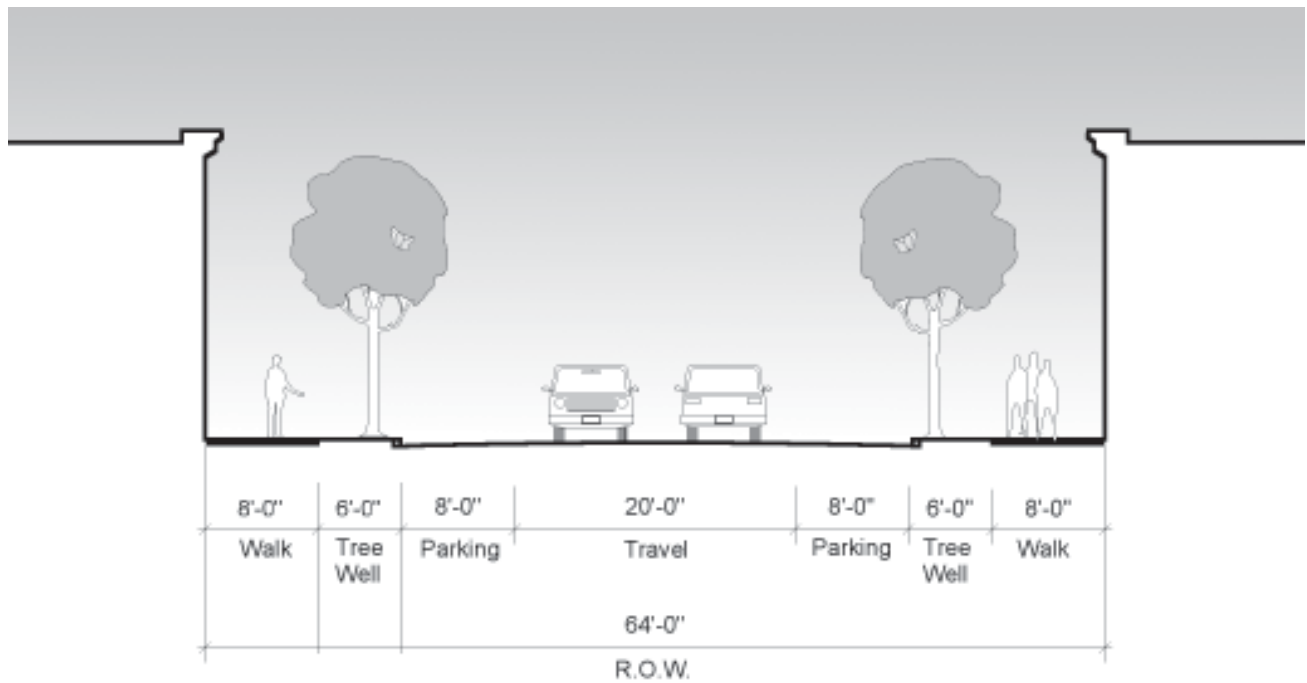 8'-0" 6'-0" 8'-0" 20'-0" 8'-0" 6'-0" 8'-0"
Walk Tree Parking Travel Parking Tree Walk
Well Well
64'-0"
R.O.W.